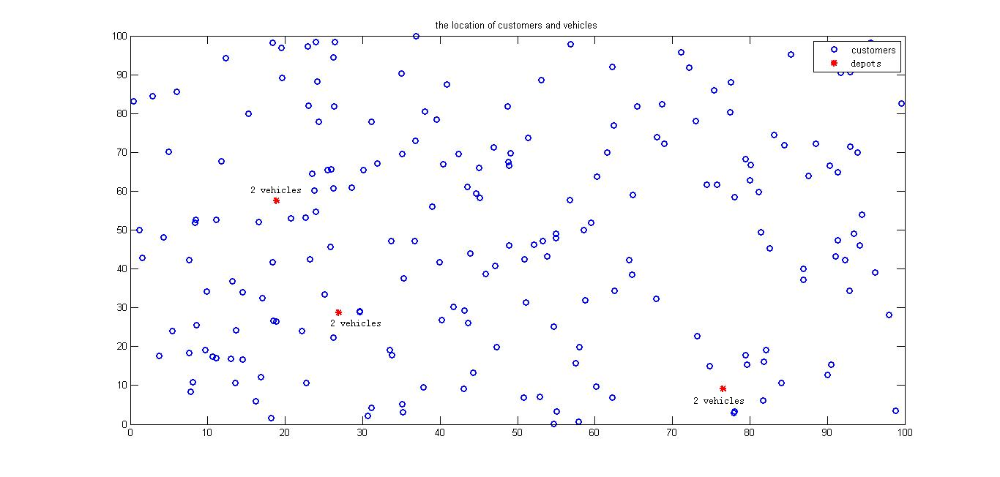 the location of customers and vehicles
100
90
80
70
60
50
40
30
20
10
0
customers
depots
2 vehicles
2 vehicles
2 vehicles
0 10 20 30 40 50 60 70 80 90 100